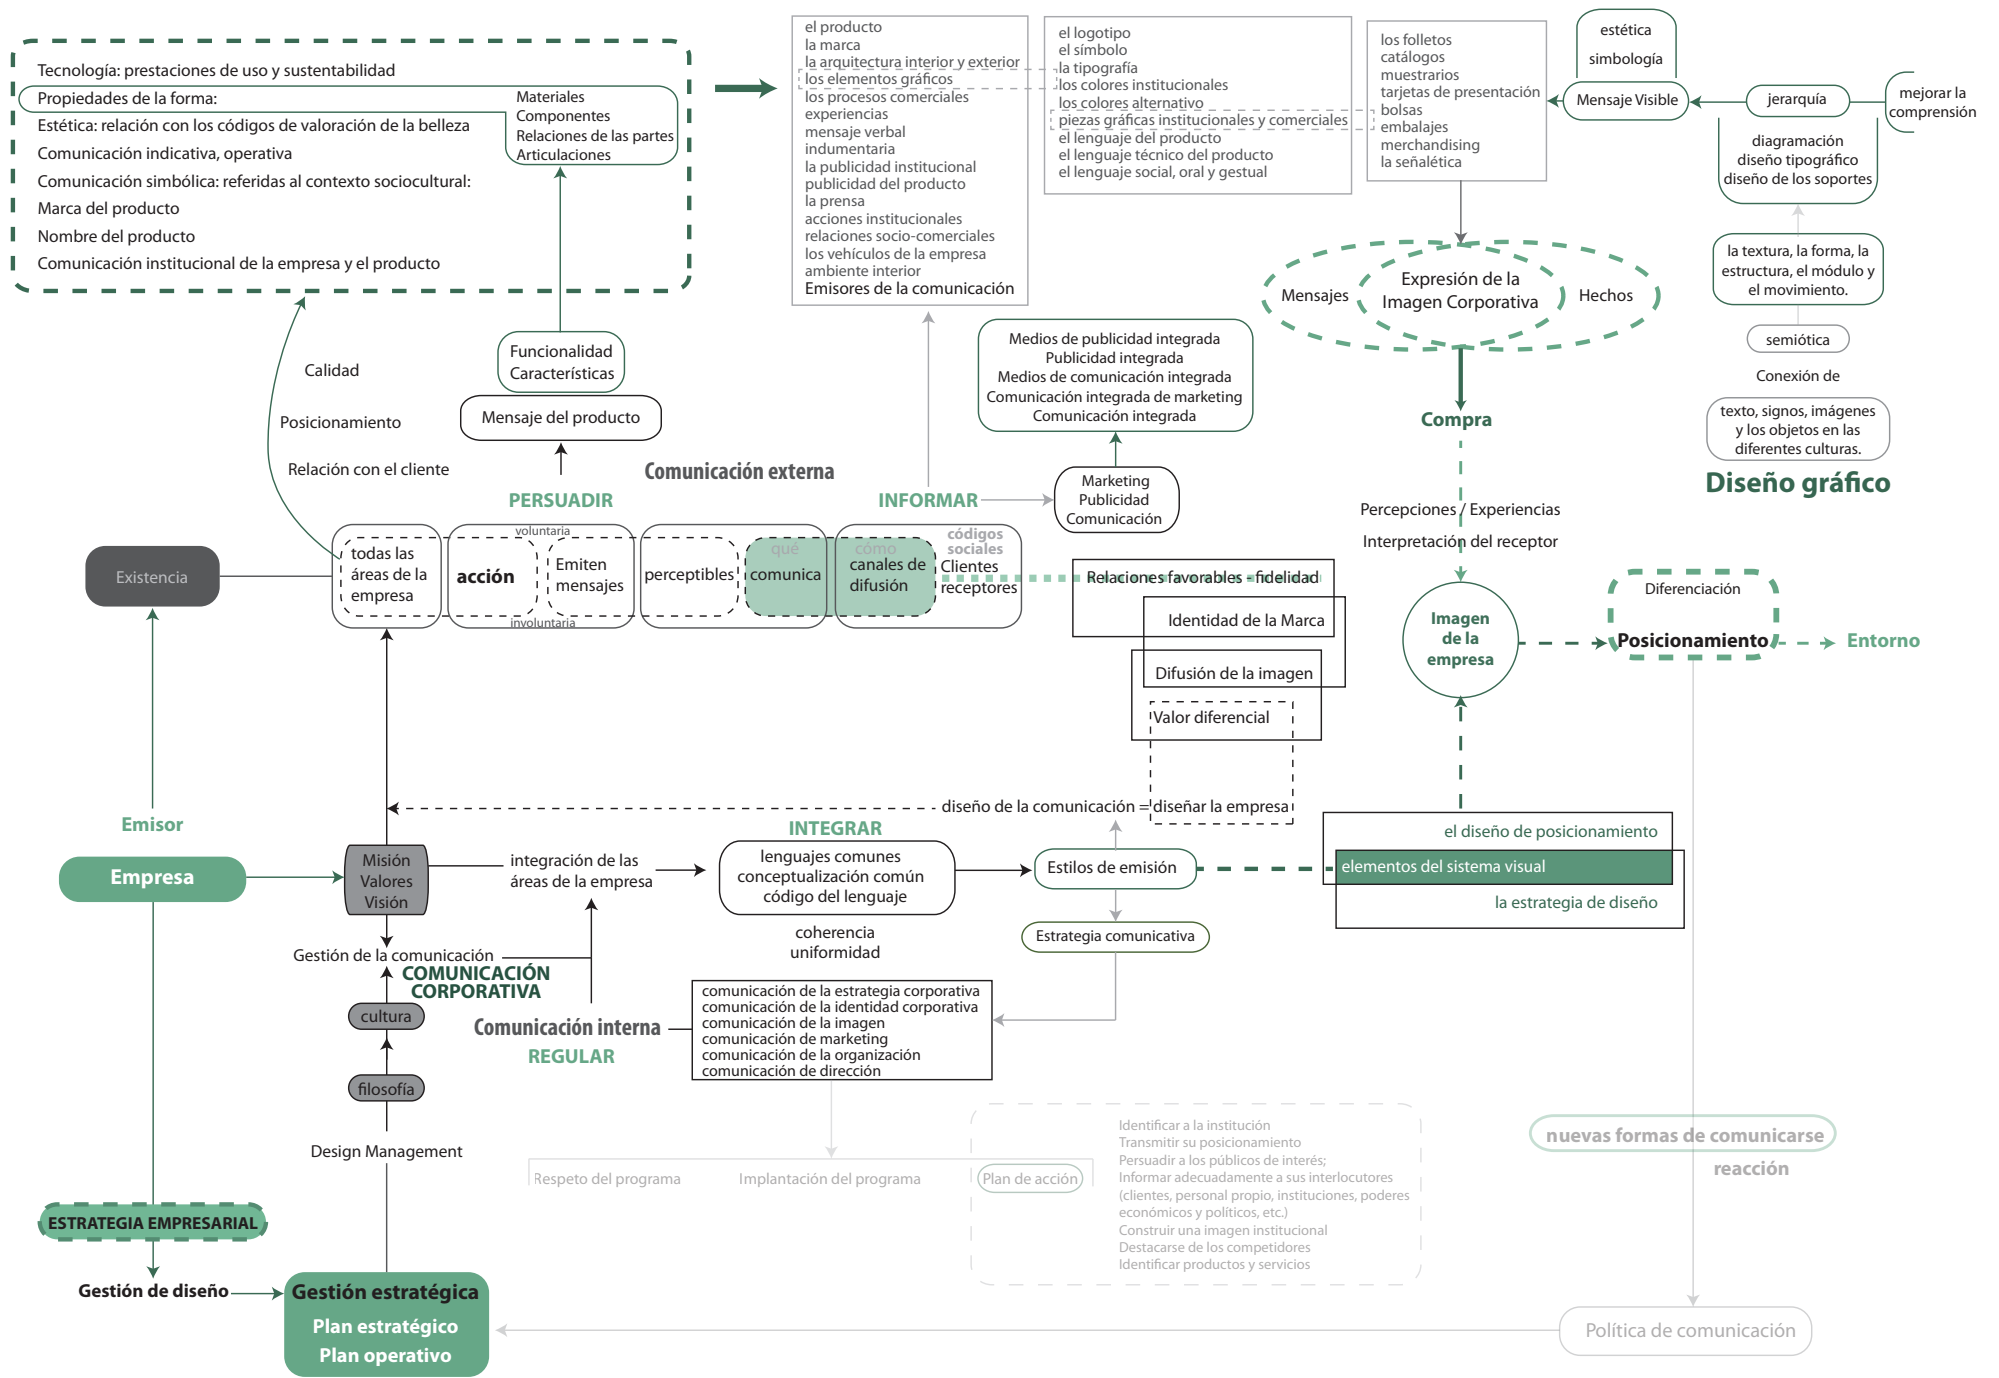 Tecnología: prestaciones de uso y sustentabilidad
Propiedades de la forma:
Materiales
Componentes
Relaciones de las partes
Articulaciones
Estética: relación con los códigos de valoración de la belleza
Comunicación indicativa, operativa
Comunicación simbólica: referidas al contexto sociocultural:
Marca del producto
Nombre del producto
Comunicación institucional de la empresa y el producto
el producto
la marca
la arquitectura interior y exterior
los elementos gráficos
los procesos comerciales
experiencias
mensaje verbal
indumentaria
la publicidad institucional
publicidad del producto
la prensa
acciones institucionales
relaciones socio-comerciales
los vehículos de la empresa
ambiente interior
Emisores de la comunicación
el logotipo
el símbolo
la tipografía
los colores institucionales
los colores alternativo
piezas gráficas institucionales y comerciales
el lenguaje del producto
el lenguaje técnico del producto
el lenguaje social, oral y gestual
los folletos
catálogos
muestrarios
tarjetas de presentación
bolsas
embalajes
merchandising
la señalética
estética
simbología
Mensaje Visible
jerarquía
mejorar la
comprensión
diagramación
diseño tipográfico
diseño de los soportes
la textura, la forma, la
estructura, el módulo y
el movimiento.
semiótica
Conexión de
texto, signos, imágenes
y los objetos en las
diferentes culturas.
Diseño gráfico
Mensajes
Expresión de la
Imagen Corporativa
Hechos
Compra
Percepciones / Experiencias
Interpretación del receptor
Imagen
de la
empresa
Diferenciación
Posicionamiento
Entorno
Calidad
Posicionamiento
Relación con el cliente
Funcionalidad
Características
Mensaje del producto
Comunicación externa
PERSUADIR
INFORMAR
Medios de publicidad integrada
Publicidad integrada
Medios de comunicación integrada
Comunicación integrada de marketing
Comunicación integrada
Marketing
Publicidad
Comunicación
Existencia
todas las
áreas de la
empresa
voluntaria
acción
involuntaria
Emiten
mensajes
perceptibles
qué
comunica
cómo
canales de
difusión
códigos
sociales
Clientes
receptores
Relaciones favorables - fidelidad
Identidad de la Marca
Difusión de la imagen
Valor diferencial
diseño de la comunicación = diseñar la empresa
Emisor
Empresa
Misión
Valores
Visión
integración de las
áreas de la empresa
INTEGRAR
lenguajes comunes
conceptualización común
código del lenguaje
coherencia
uniformidad
Estilos de emisión
Estrategia comunicativa
el diseño de posicionamiento
elementos del sistema visual
la estrategia de diseño
Gestión de la comunicación
COMUNICACIÓN
CORPORATIVA
cultura
filosofía
Comunicación interna
REGULAR
comunicación de la estrategia corporativa
comunicación de la identidad corporativa
comunicación de la imagen
comunicación de marketing
comunicación de la organización
comunicación de dirección
Design Management
Respeto del programa
Implantación del programa
Plan de acción
Identificar a la institución
Transmitir su posicionamiento
Persuadir a los públicos de interés;
Informar adecuadamente a sus interlocutores
(clientes, personal propio, instituciones, poderes
económicos y políticos, etc.)
Construir una imagen institucional
Destacarse de los competidores
Identificar productos y servicios
nuevas formas de comunicarse
reacción
ESTRATEGIA EMPRESARIAL
Gestión de diseño
Gestión estratégica
Plan estratégico
Plan operativo
Política de comunicación